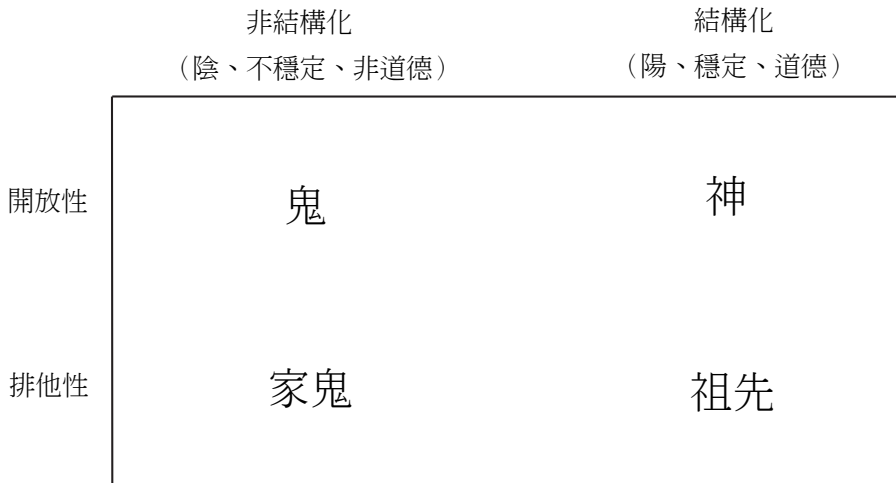 非結構化
結構化
（陰、不穩定、非道德）
（陽、穩定、道德）
開放性
鬼
神
排他性
家鬼
祖先